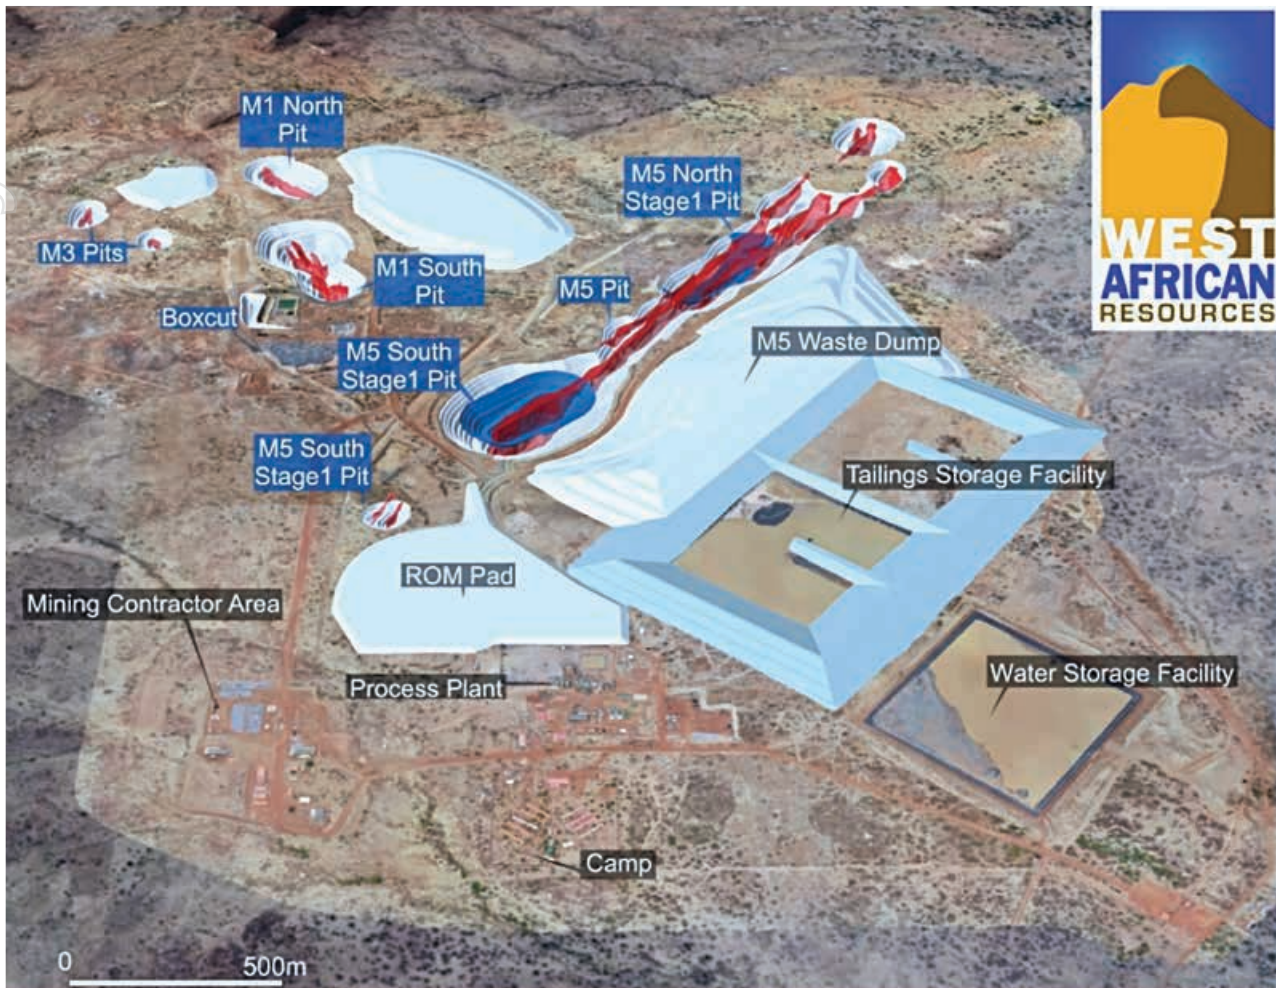 M1 North
Pit
M5 North
Stage1 Pit
M3 Pits
M1 South
Pit
M5 Pit
Boxcut
M5 South
Stage1 Pit
M5 Waste Dump
M5 South
Stage1 Pit
Tailings Storage Facility
ROM Pad
Mining Contractor Area
Process Plant
Water Storage Facility
Camp
0
500m
WEST
AFRICAN
RESOURCES